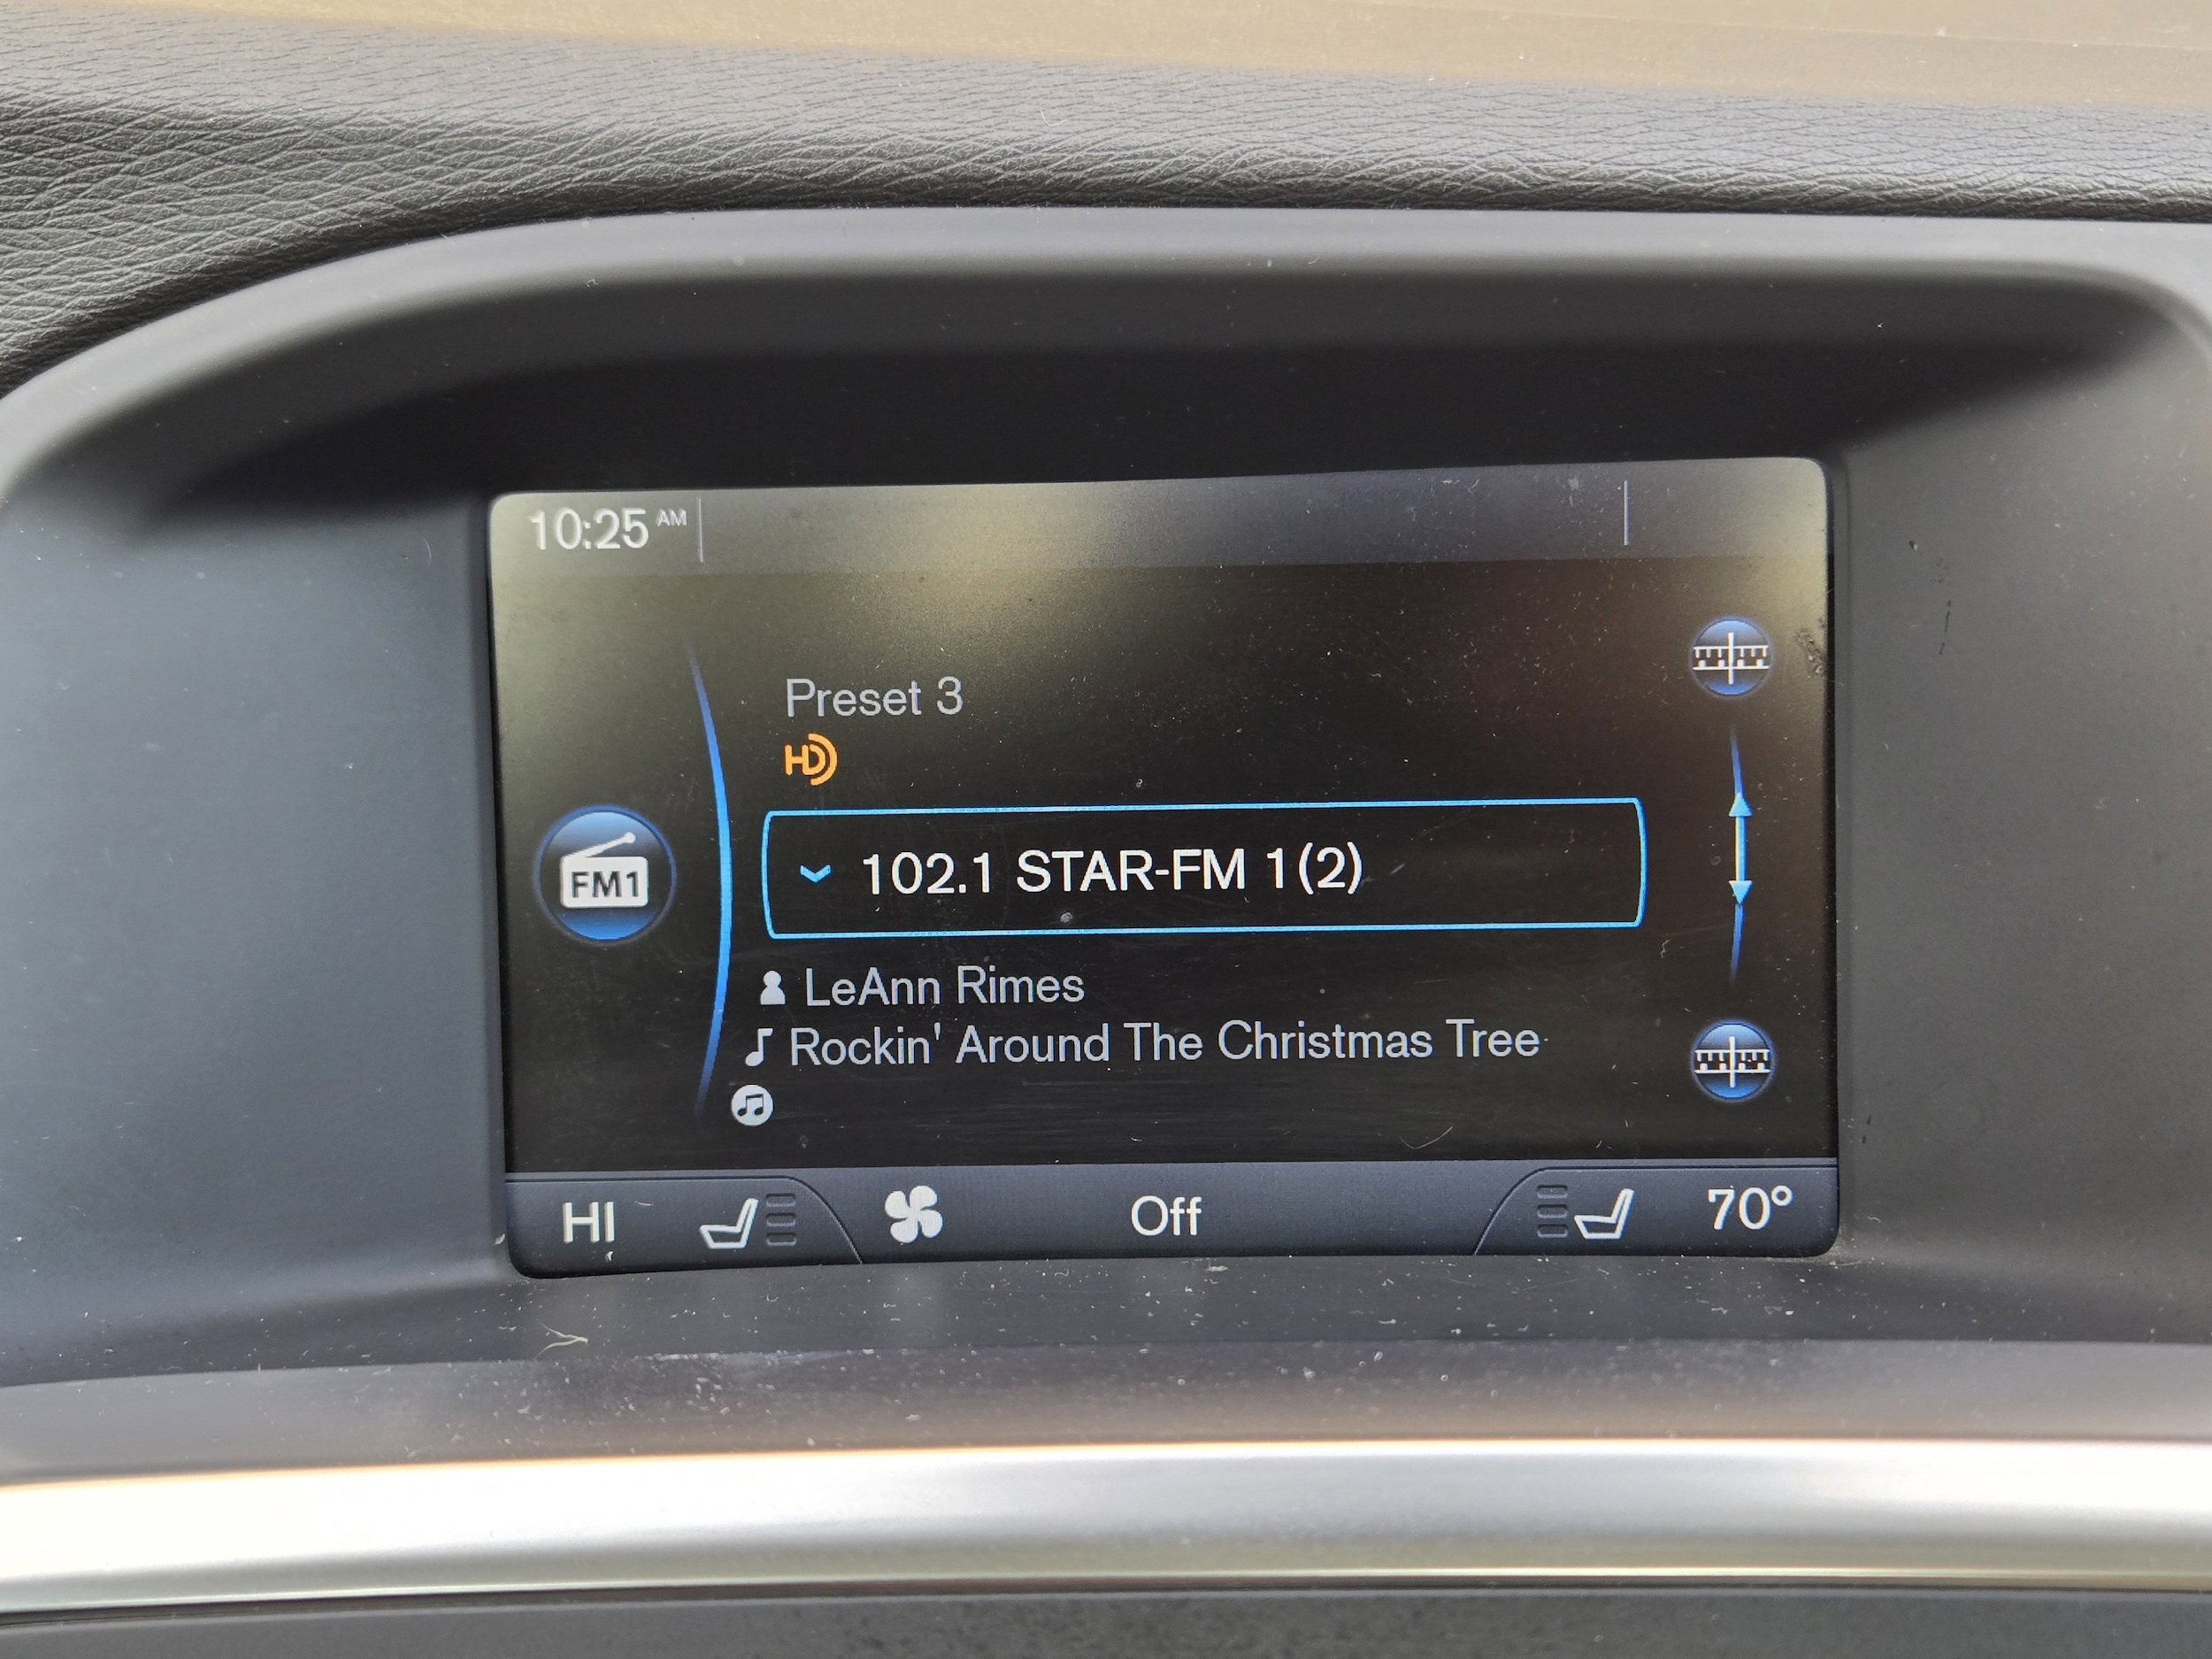 10:25 AM
Preset 3
HD
FM1
102.1 STAR-FM 1(2)
LeAnn Rimes
Rockin' Around The Christmas Tree
HI
Off
70°